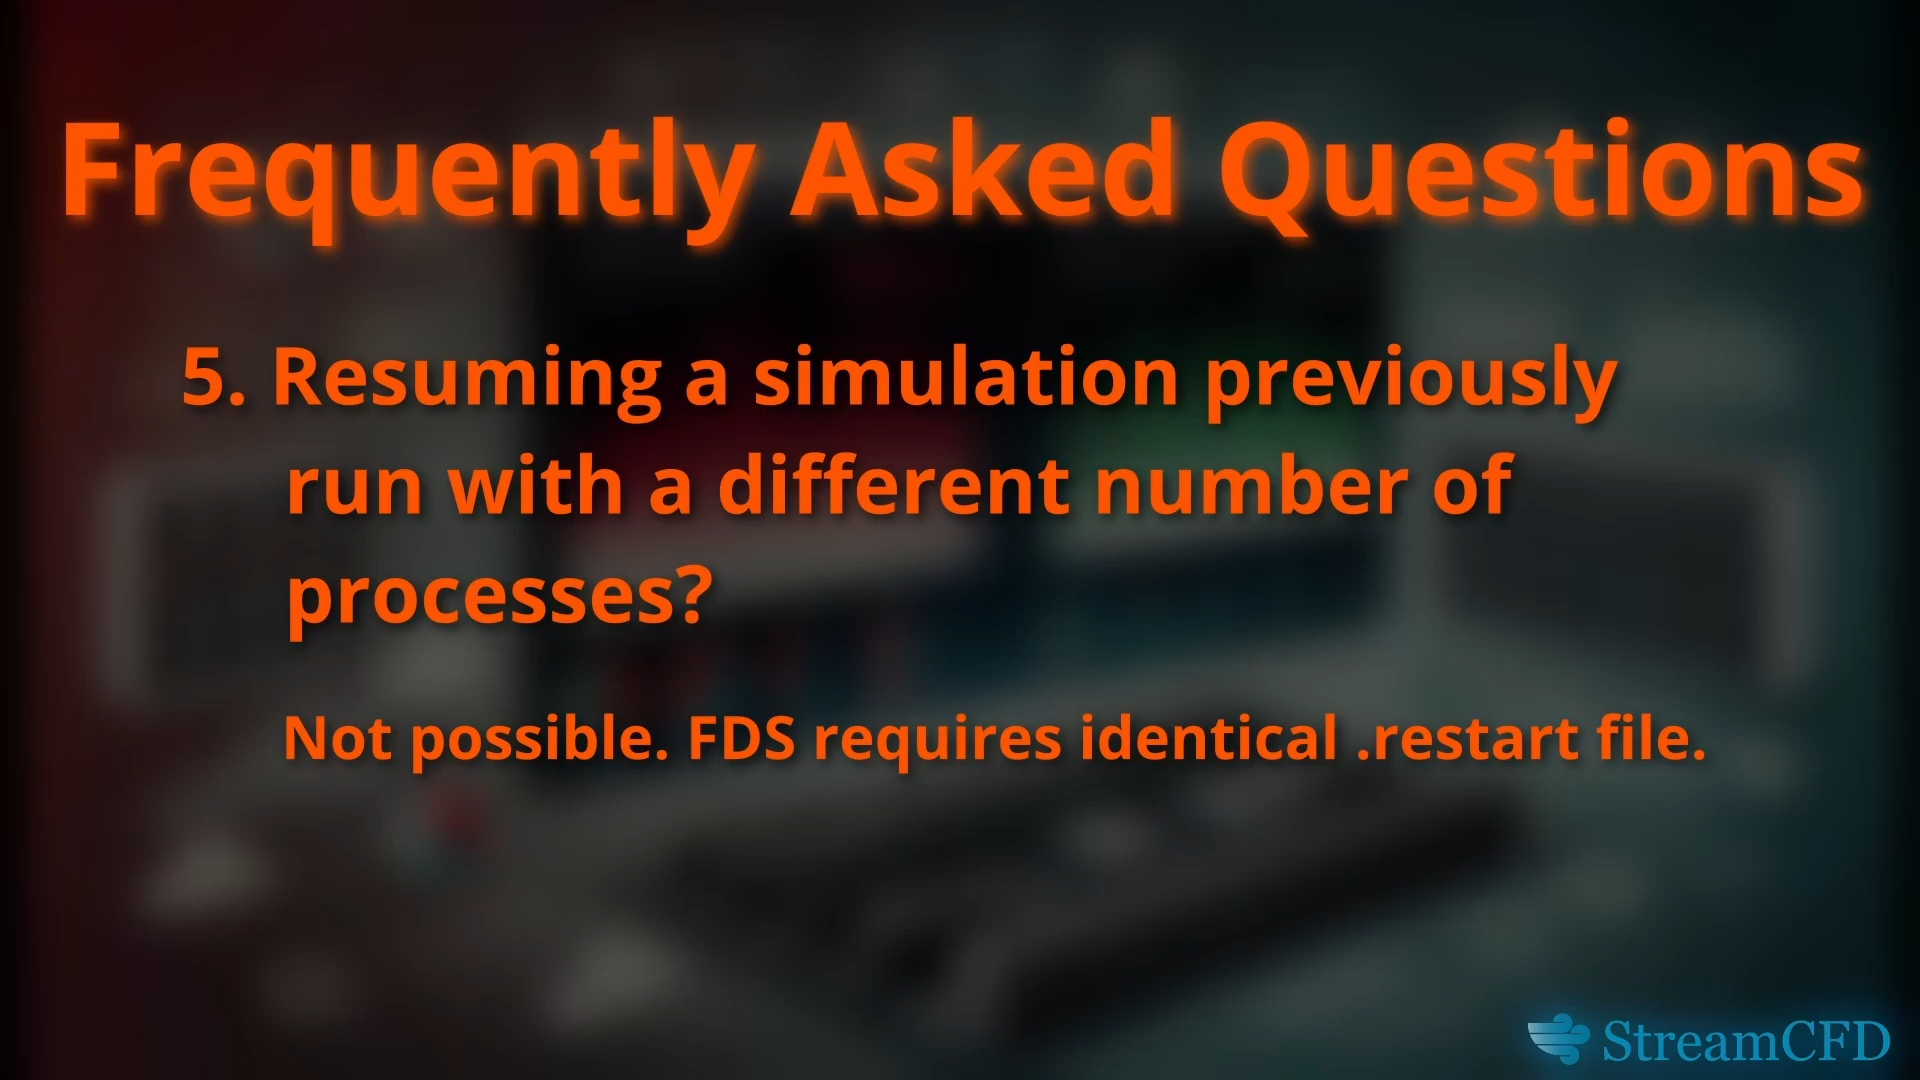 Frequently Asked Questions
5. Resuming a simulation previously
run with a different number of
processes?
Not possible. FDS requires identical .restart file.
StreamCFD